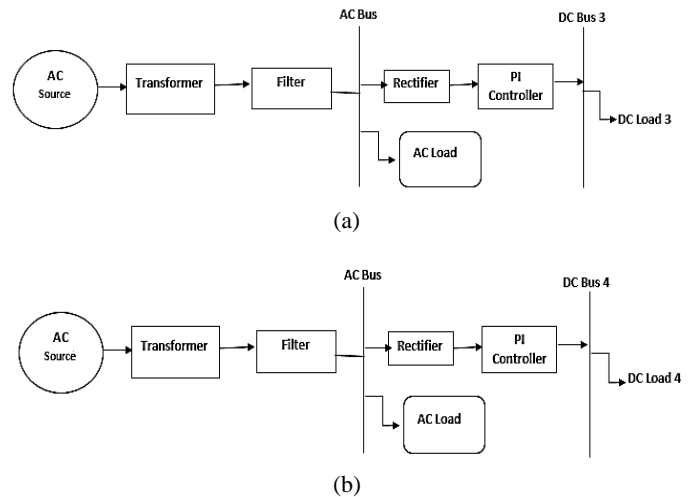 AC Bus
DC Bus 3
AC
Source
Transformer
Filter
Rectifier
PI
Controller
DC Load 3
AC Load
(a)
AC Bus
DC Bus 4
AC
Source
Transformer
Filter
Rectifier
PI
Controller
DC Load 4
AC Load
(b)